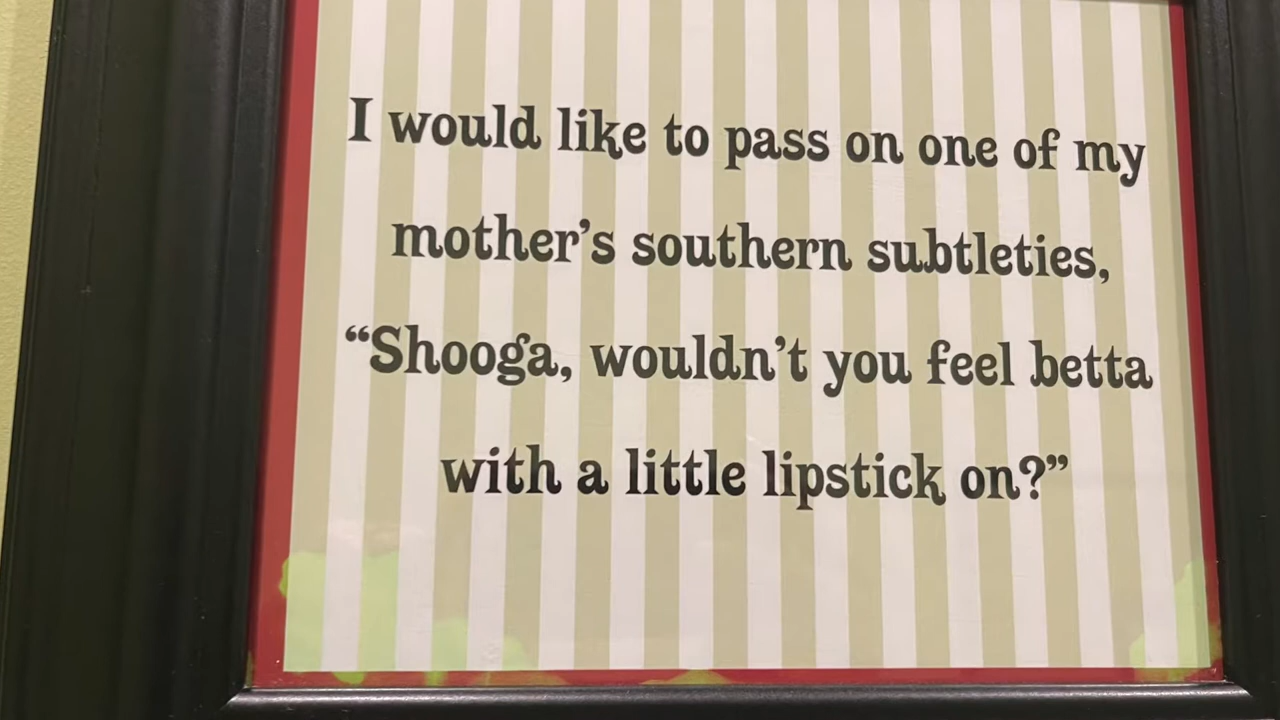 I would like to pass on one of my
mother’s southern subtleties,
“Shooga, wouldn’t you feel betta
with a little lipstick on?”